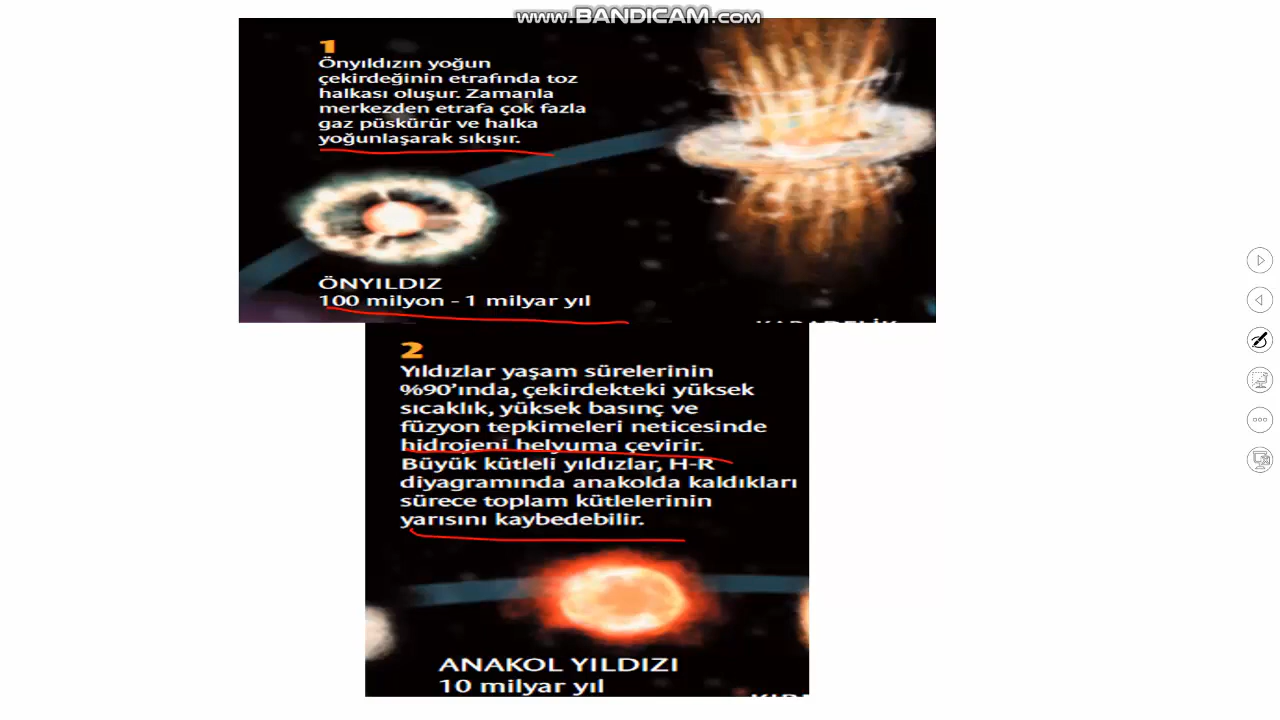 www.BANDICAM.com
1
Önyıldızın yoğun
çekirdeğinin etrafında toz
halkası oluşur. Zamanla
merkezden etrafa çok fazla
gaz püskürür ve halka
yoğunlaşarak sıkışır.
ÖNYILDIZ
100 milyon - 1 milyar yıl
KARADELİK
2
Yıldızlar yaşam sürelerinin
%90'ında, çekirdekteki yüksek
sıcaklık, yüksek basınç ve
füzyon tepkimeleri neticesinde
hidrojeni helyuma çevirir.
Büyük kütleli yıldızlar, H-R
diyagramında anakolda kaldıkları
sürece toplam kütlelerinin
yarısını kaybedebilir.
ANAKOL YILDIZI
10 milyar yıl